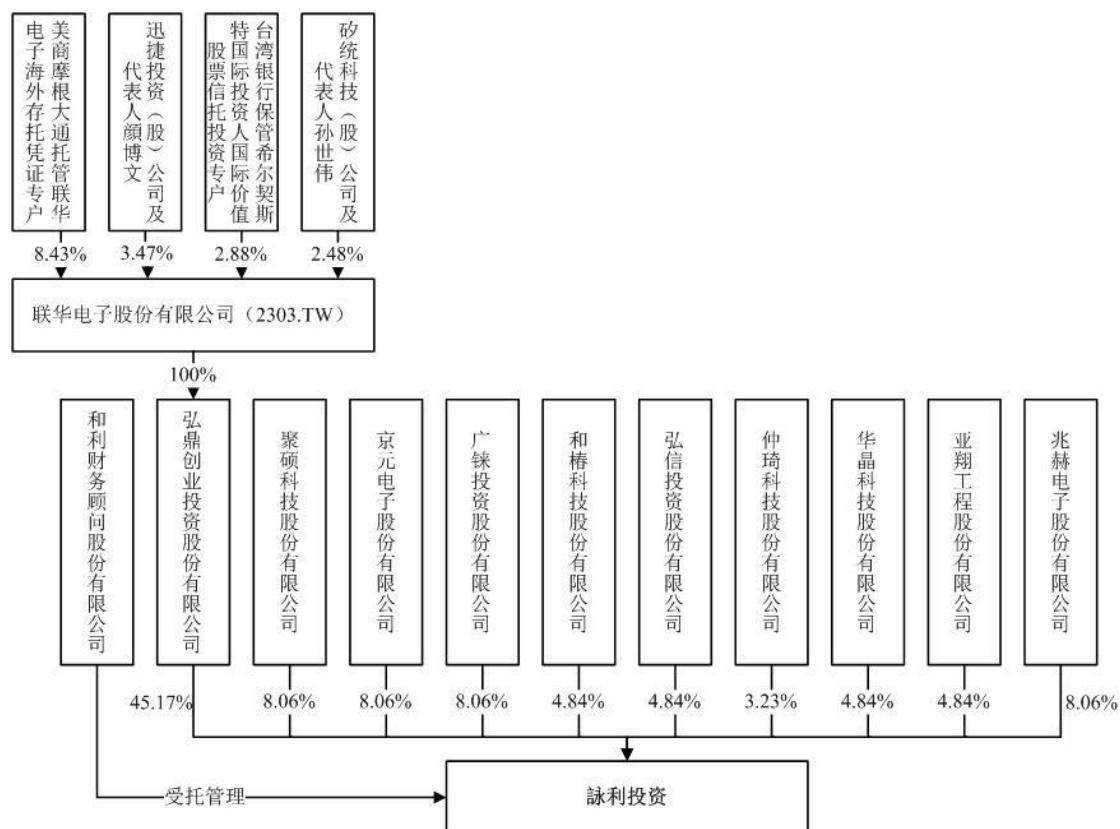 美商摩根大通托管联华
电子海外存托凭证专户
迅捷投资（股）公司及
代表人顔博文
台湾银行保管希尔契斯
特国际投资人国际价值
股票信托投资专户
矽统科技（股）公司及
代表人孙世伟
8.43%
3.47%
2.88%
2.48%
联华电子股份有限公司（2303.TW）
100%
和利财务顾问股份有限公司
弘鼎创业投资股份有限公司
聚硕科技股份有限公司
京元电子股份有限公司
广铼投资股份有限公司
和椿科技股份有限公司
弘信投资股份有限公司
仲琦科技股份有限公司
华晶科技股份有限公司
亚翔工程股份有限公司
兆赫电子股份有限公司
45.17%
8.06%
8.06%
8.06%
4.84%
4.84%
3.23%
4.84%
4.84%
8.06%
受托管理
詠利投资